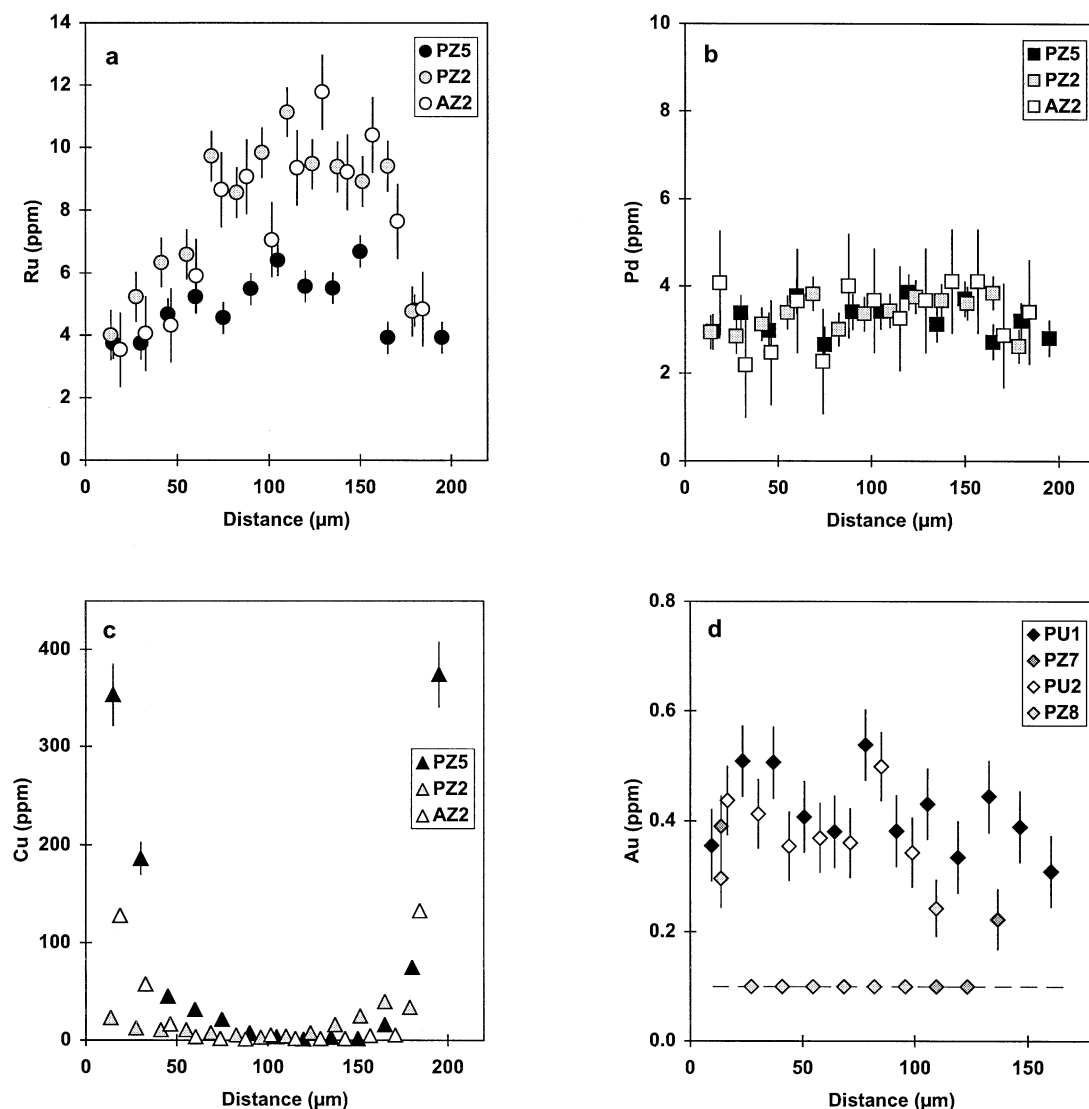 a
PZ5
PZ2
AZ2
14
12
10
8
6
4
2
0
Ru (ppm)
0 50 100 150 200
Distance (µm)
b
PZ5
PZ2
AZ2
10
8
6
4
2
0
Pd (ppm)
0 50 100 150 200
Distance (µm)
c
PZ5
PZ2
AZ2
400
300
200
100
0
Cu (ppm)
0 50 100 150 200
Distance (µm)
d
PU1
PZ7
PU2
PZ8
0.8
0.6
0.4
0.2
0.0
Au (ppm)
0 50 100 150
Distance (µm)